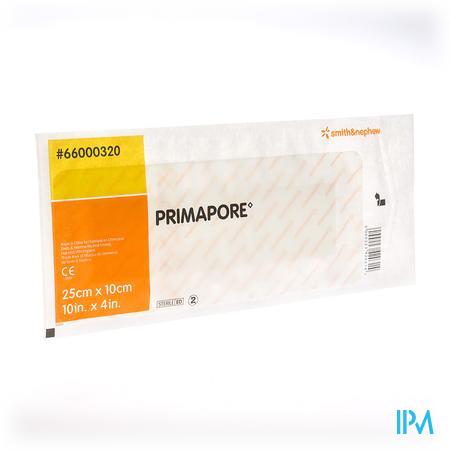 #66000320
smith&nephew
PRIMAPORE◊
CE
25cm x 10cm
10in. x 4in.
STERILE EO
2
IPM